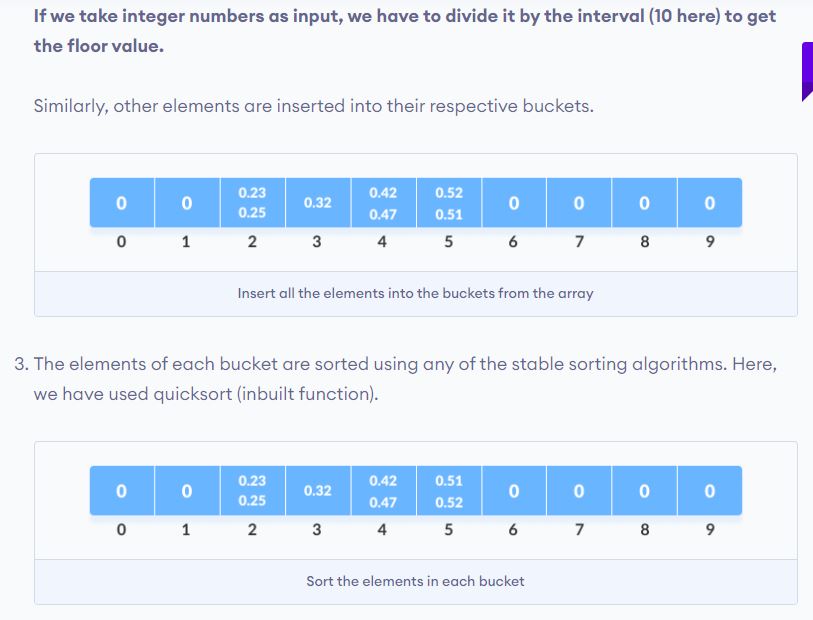 If we take integer numbers as input, we have to divide it by the interval (10 here) to get
the floor value.
Similarly, other elements are inserted into their respective buckets.
0 0 0.23 0.32 0.42 0.52 0 0 0 0
0.25 0.47 0.51
0 1 2 3 4 5 6 7 8 9
Insert all the elements into the buckets from the array
3. The elements of each bucket are sorted using any of the stable sorting algorithms. Here,
we have used quicksort (inbuilt function).
0 0 0.23 0.32 0.42 0.51 0 0 0 0
0.25 0.47 0.52
0 1 2 3 4 5 6 7 8 9
Sort the elements in each bucket